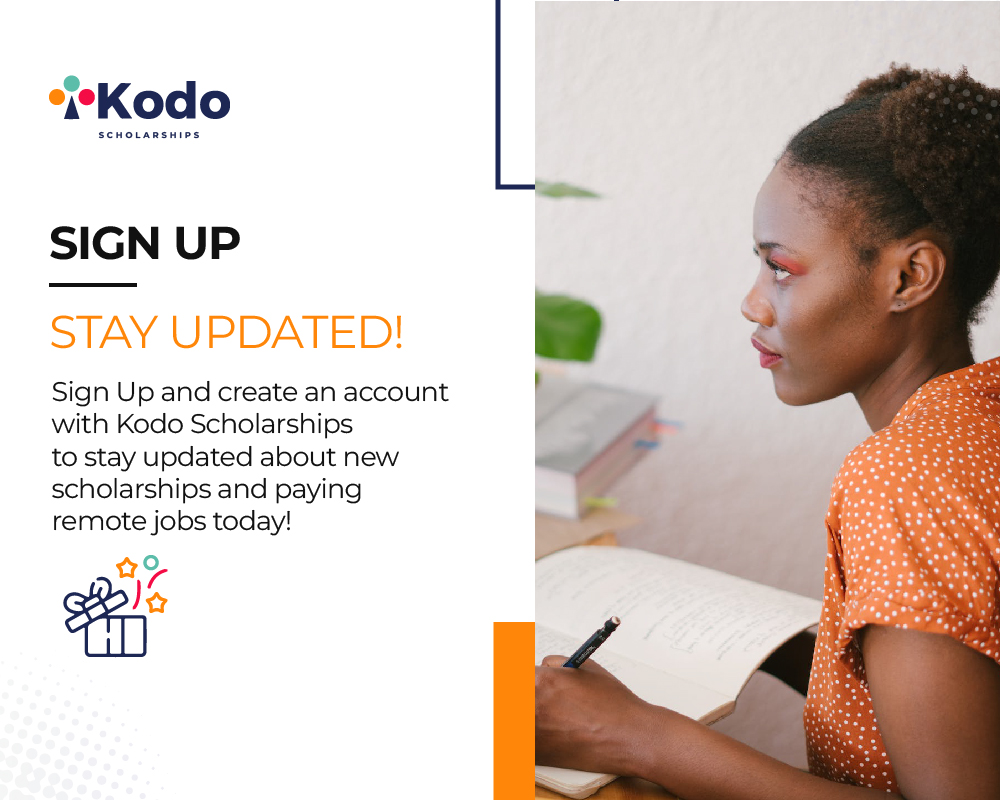 Kodo
SCHOLARSHIPS
SIGN UP
STAY UPDATED!
Sign Up and create an account
with Kodo Scholarships
to stay updated about new
scholarships and paying
remote jobs today!